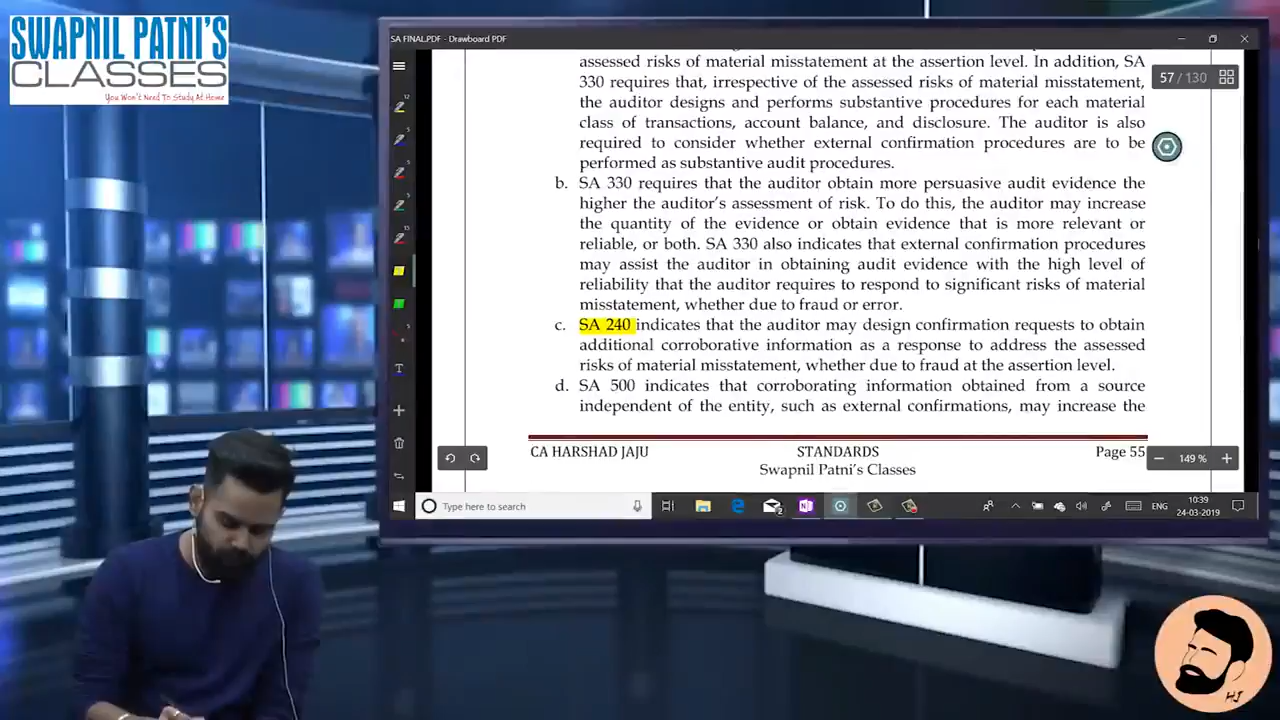 SWAPNIL PATNI'S
CLASSES
You Won't Need To Study At Home
SA FINAL.PDF - Drawboard PDF
57 / 130
assessed risks of material misstatement at the assertion level. In addition, SA
330 requires that, irrespective of the assessed risks of material misstatement,
the auditor designs and performs substantive procedures for each material
class of transactions, account balance, and disclosure. The auditor is also
required to consider whether external confirmation procedures are to be
performed as substantive audit procedures.
b. SA 330 requires that the auditor obtain more persuasive audit evidence the
higher the auditor's assessment of risk. To do this, the auditor may increase
the quantity of the evidence or obtain evidence that is more relevant or
reliable, or both. SA 330 also indicates that external confirmation procedures
may assist the auditor in obtaining audit evidence with the high level of
reliability that the auditor requires to respond to significant risks of material
misstatement, whether due to fraud or error.
c. SA 240 indicates that the auditor may design confirmation requests to obtain
additional corroborative information as a response to address the assessed
risks of material misstatement, whether due to fraud at the assertion level.
d. SA 500 indicates that corroborating information obtained from a source
independent of the entity, such as external confirmations, may increase the
CA HARSHAD JAJU STANDARDS Page 55
Swapnil Patni's Classes
149 %
Type here to search
ENG
10:39
24-03-2019
HJ